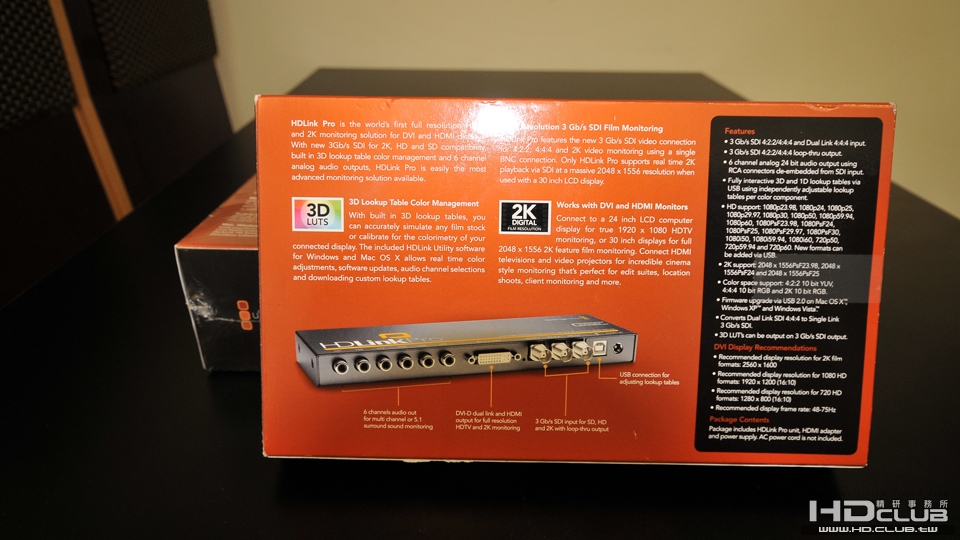 HDLink Pro is the world's first full resolution
and 2K monitoring solution for DVI and HDMI
With new 3Gb/s SDI for 2K, HD and SD compatibility,
built in 3D lookup table color management and 6 channel
analog audio outputs, HDLink Pro is easily the most
advanced monitoring solution available.
3D
LUTS
3D Lookup Table Color Management
With built in 3D lookup tables, you
can accurately simulate any film stock
or calibrate for the colorimetry of your
connected display. The included HDLink Utility software
for Windows and Mac OS X allows real time color
adjustments, software updates, audio channel selections
and downloading custom lookup tables.
Resolution 3 Gb/s SDI Film Monitoring
HDLink Pro features the new 3 Gb/s SDI video connection
for 4:2:2, 4:4:4 and 2K video monitoring using a single
BNC connection. Only HDLink Pro supports real time 2K
playback via SDI at a massive 2048 x 1556 resolution when
used with a 30 inch LCD display.
2K
DIGITAL
FILM RESOLUTION
Works with DVI and HDMI Monitors
Connect to a 24 inch LCD computer
display for true 1920 x 1080 HDTV
monitoring, or 30 inch displays for full
2048 x 1556 2K feature film monitoring. Connect HDMI
televisions and video projectors for incredible cinema
style monitoring that's perfect for edit suites, location
shoots, client monitoring and more.
HDLink
6 channels audio out
for multi channel or 5.1
surround sound monitoring
DVI-D dual link and HDMI
output for full resolution
HDTV and 2K monitoring
3 Gb/s SDI input for SD, HD
and 2K with loop-thru output
USB connection for
adjusting lookup tables
Features
• 3 Gb/s SDI 4:2:2/4:4:4 and Dual Link 4:4:4 input.
• 3 Gb/s SDI 4:2:2/4:4:4 loop-thru output.
• 6 channel analog 24 bit audio output using
RCA connectors de-embedded from SDI input.
• Fully interactive 3D and 1D lookup tables via
USB using independently adjustable lookup
tables per color component.
• HD support: 1080p23.98, 1080p24, 1080p25,
1080p29.97, 1080p30, 1080p50, 1080p59.94,
1080p60, 1080PsF23.98, 1080PsF24,
1080PsF25, 1080PsF29.97, 1080PsF30,
1080i50, 1080i59.94, 1080i60, 720p50,
720p59.94 and 720p60. New formats can
be added via USB.
• 2K support: 2048 x 1556PsF23.98, 2048 x
1556PsF24 and 2048 x 1556PsF25
• Color space support: 4:2:2 10 bit YUV,
4:4:4 10 bit RGB and 2K 10 bit RGB.
• Firmware upgrade via USB 2.0 on Mac OS X™,
Windows XP™ and Windows Vista™.
• Converts Dual Link SDI 4:4:4 to Single Link
3 Gb/s SDI.
• 3D LUT's can be output on 3 Gb/s SDI output.
DVI Display Recommendations
• Recommended display resolution for 2K film
formats: 2560 x 1600
• Recommended display resolution for 1080 HD
formats: 1920 x 1200 (16:10)
• Recommended display resolution for 720 HD
formats: 1280 x 800 (16:10)
• Recommended display frame rate: 48-75Hz
Package Contents
Package includes HDLink Pro unit, HDMI adapter
and power supply. AC power cord is not included.
精研事務所
HDCLUB
WWW.HD.CLUB.TW